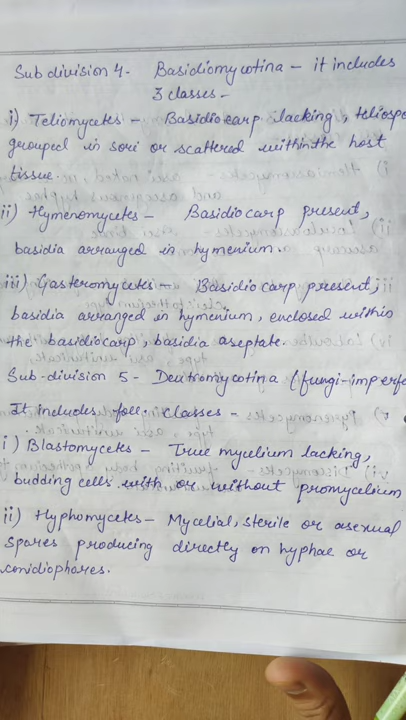 Sub division 4. Basidiomycotina - it includes
3 classes -
i) Teliomycetes - Basidiocarp lacking, teliospo
grouped in sori or scattered within the host
tissue.
ii) Hymenomycetes - Basidiocarp present,
basidia arranged in hymenium.
iii) Gasteromycetes - Basidiocarp present;
basidia arranged in hymenium, enclosed within
the basidiocarp, basidia aseptate.
Sub-division 5 - Deutromycotina (fungi-imperfe
It includes foll. classes -
i) Blastomycetes - True mycelium lacking,
budding cells with or without promycelium
ii) Hyphomycetes - Mycelial, sterile or asexual
spores producing directly on hyphae or
conidiophores.